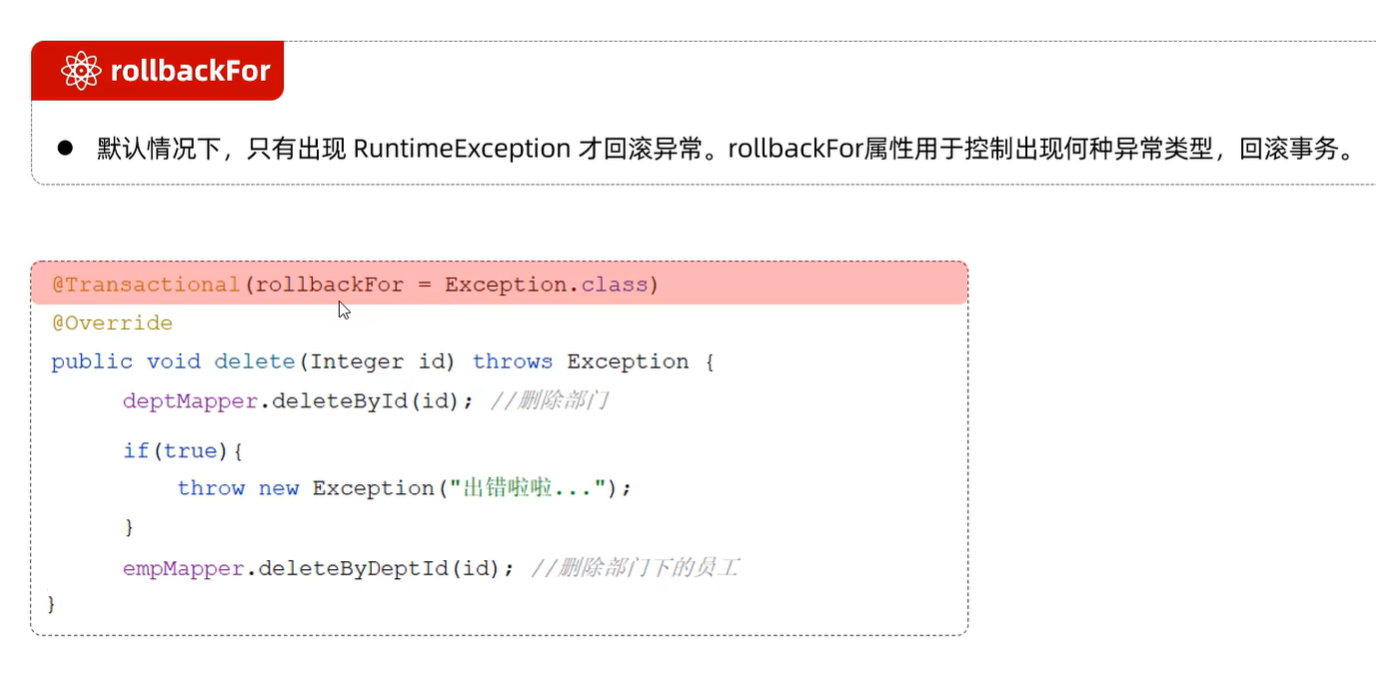 rollbackFor
● 默认情况下，只有出现 RuntimeException 才回滚异常。rollbackFor属性用于控制出现何种异常类型，回滚事务。
@Transactional(rollbackFor = Exception.class)
@Override
public void delete(Integer id) throws Exception {
deptMapper.deleteById(id); //删除部门
if(true){
throw new Exception("出错啦啦...");
}
empMapper.deleteByDeptId(id); //删除部门下的员工
}